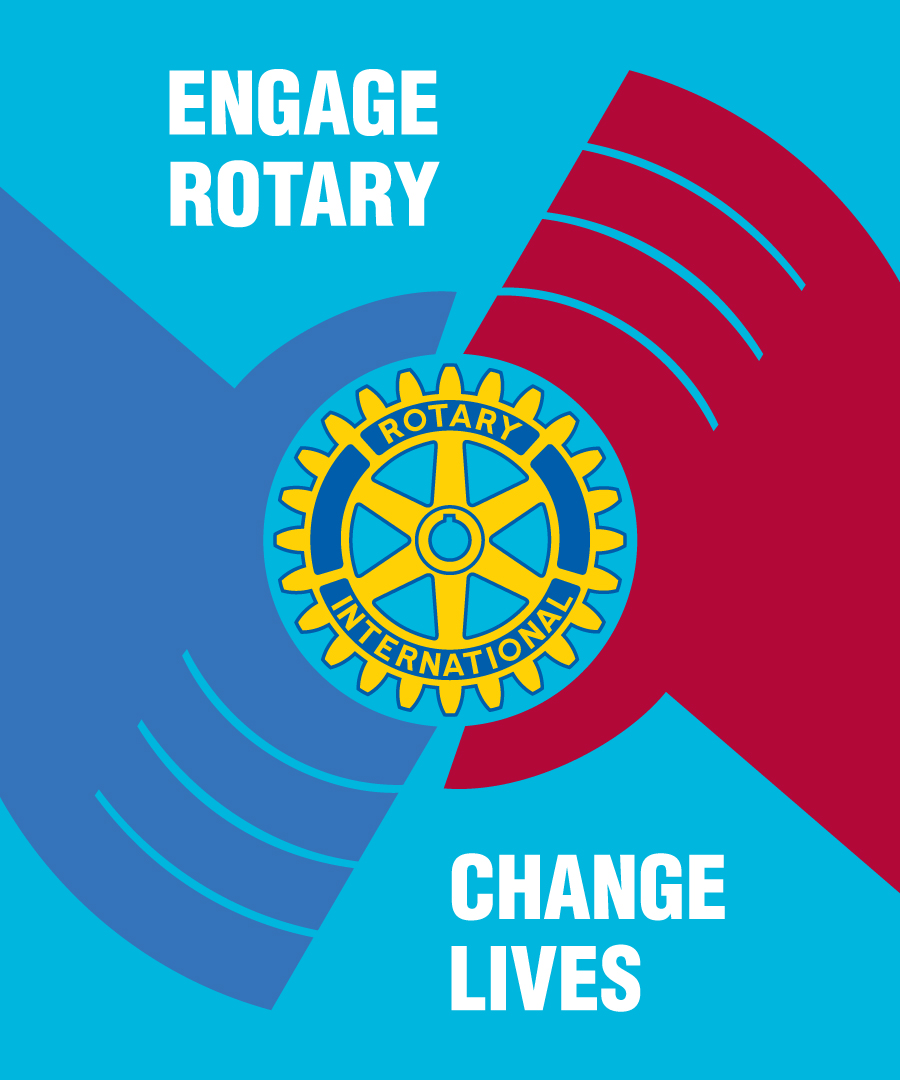 ENGAGE
ROTARY
ROTARY
INTERNATIONAL
CHANGE
LIVES